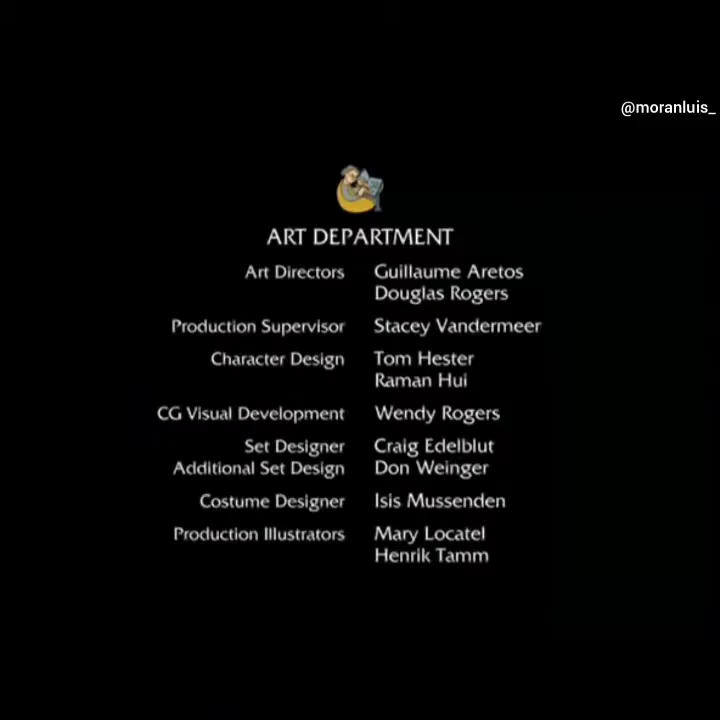 @moranluis_
ART DEPARTMENT
Art Directors Guillaume Aretos
Douglas Rogers
Production Supervisor Stacey Vandermeer
Character Design Tom Hester
Raman Hui
CG Visual Development Wendy Rogers
Set Designer Craig Edelblut
Additional Set Design Don Weinger
Costume Designer Isis Mussenden
Production Illustrators Mary Locatel
Henrik Tamm